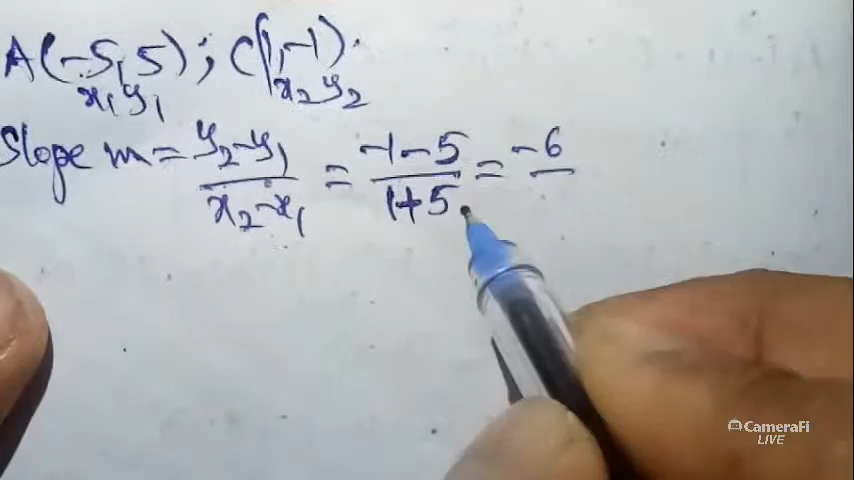 A(-5,5); C(1,-1).
x₁ y₁ x₂ y₂
Slope m = y₂-y₁ / x₂-x₁ = -1-5 / 1+5 = -6 /
CameraFi
LIVE